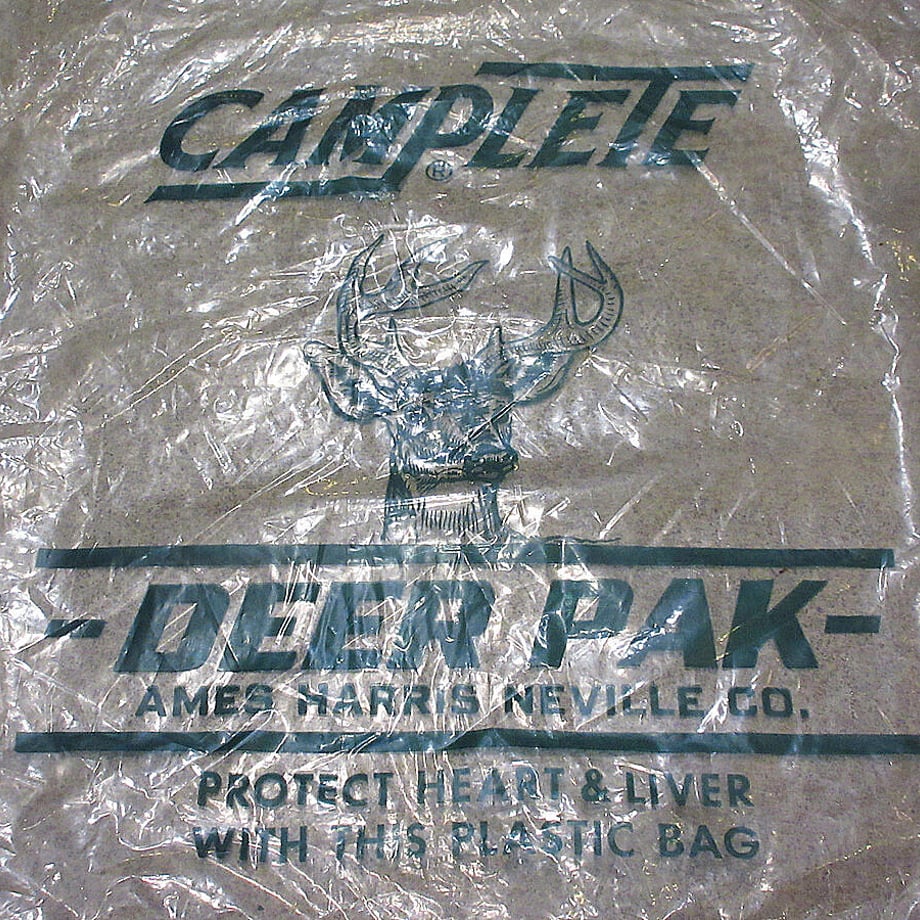 CAMPLETE
®
-DEER PAK-
AMES HARRIS NEVILLE CO.
PROTECT HEART & LIVER
WITH THIS PLASTIC BAG